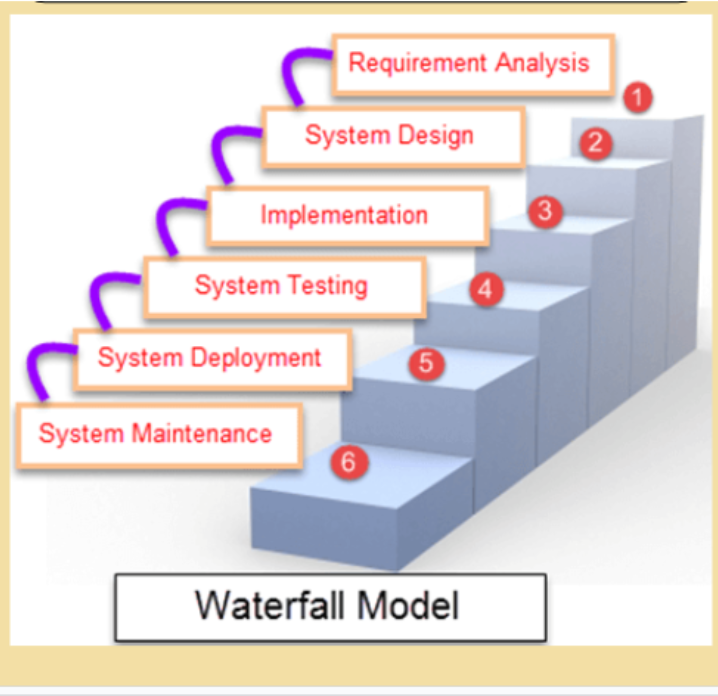 Requirement Analysis
1
System Design
2
Implementation
3
System Testing
4
System Deployment
5
System Maintenance
6
Waterfall Model